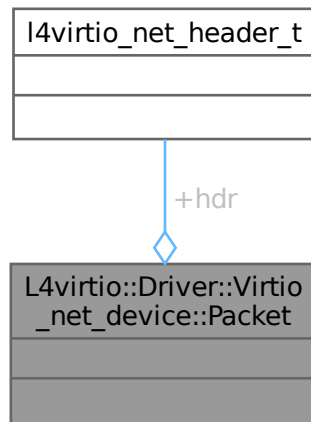 l4virtio_net_header_t
+hdr
L4virtio::Driver::Virtio
_net_device::Packet